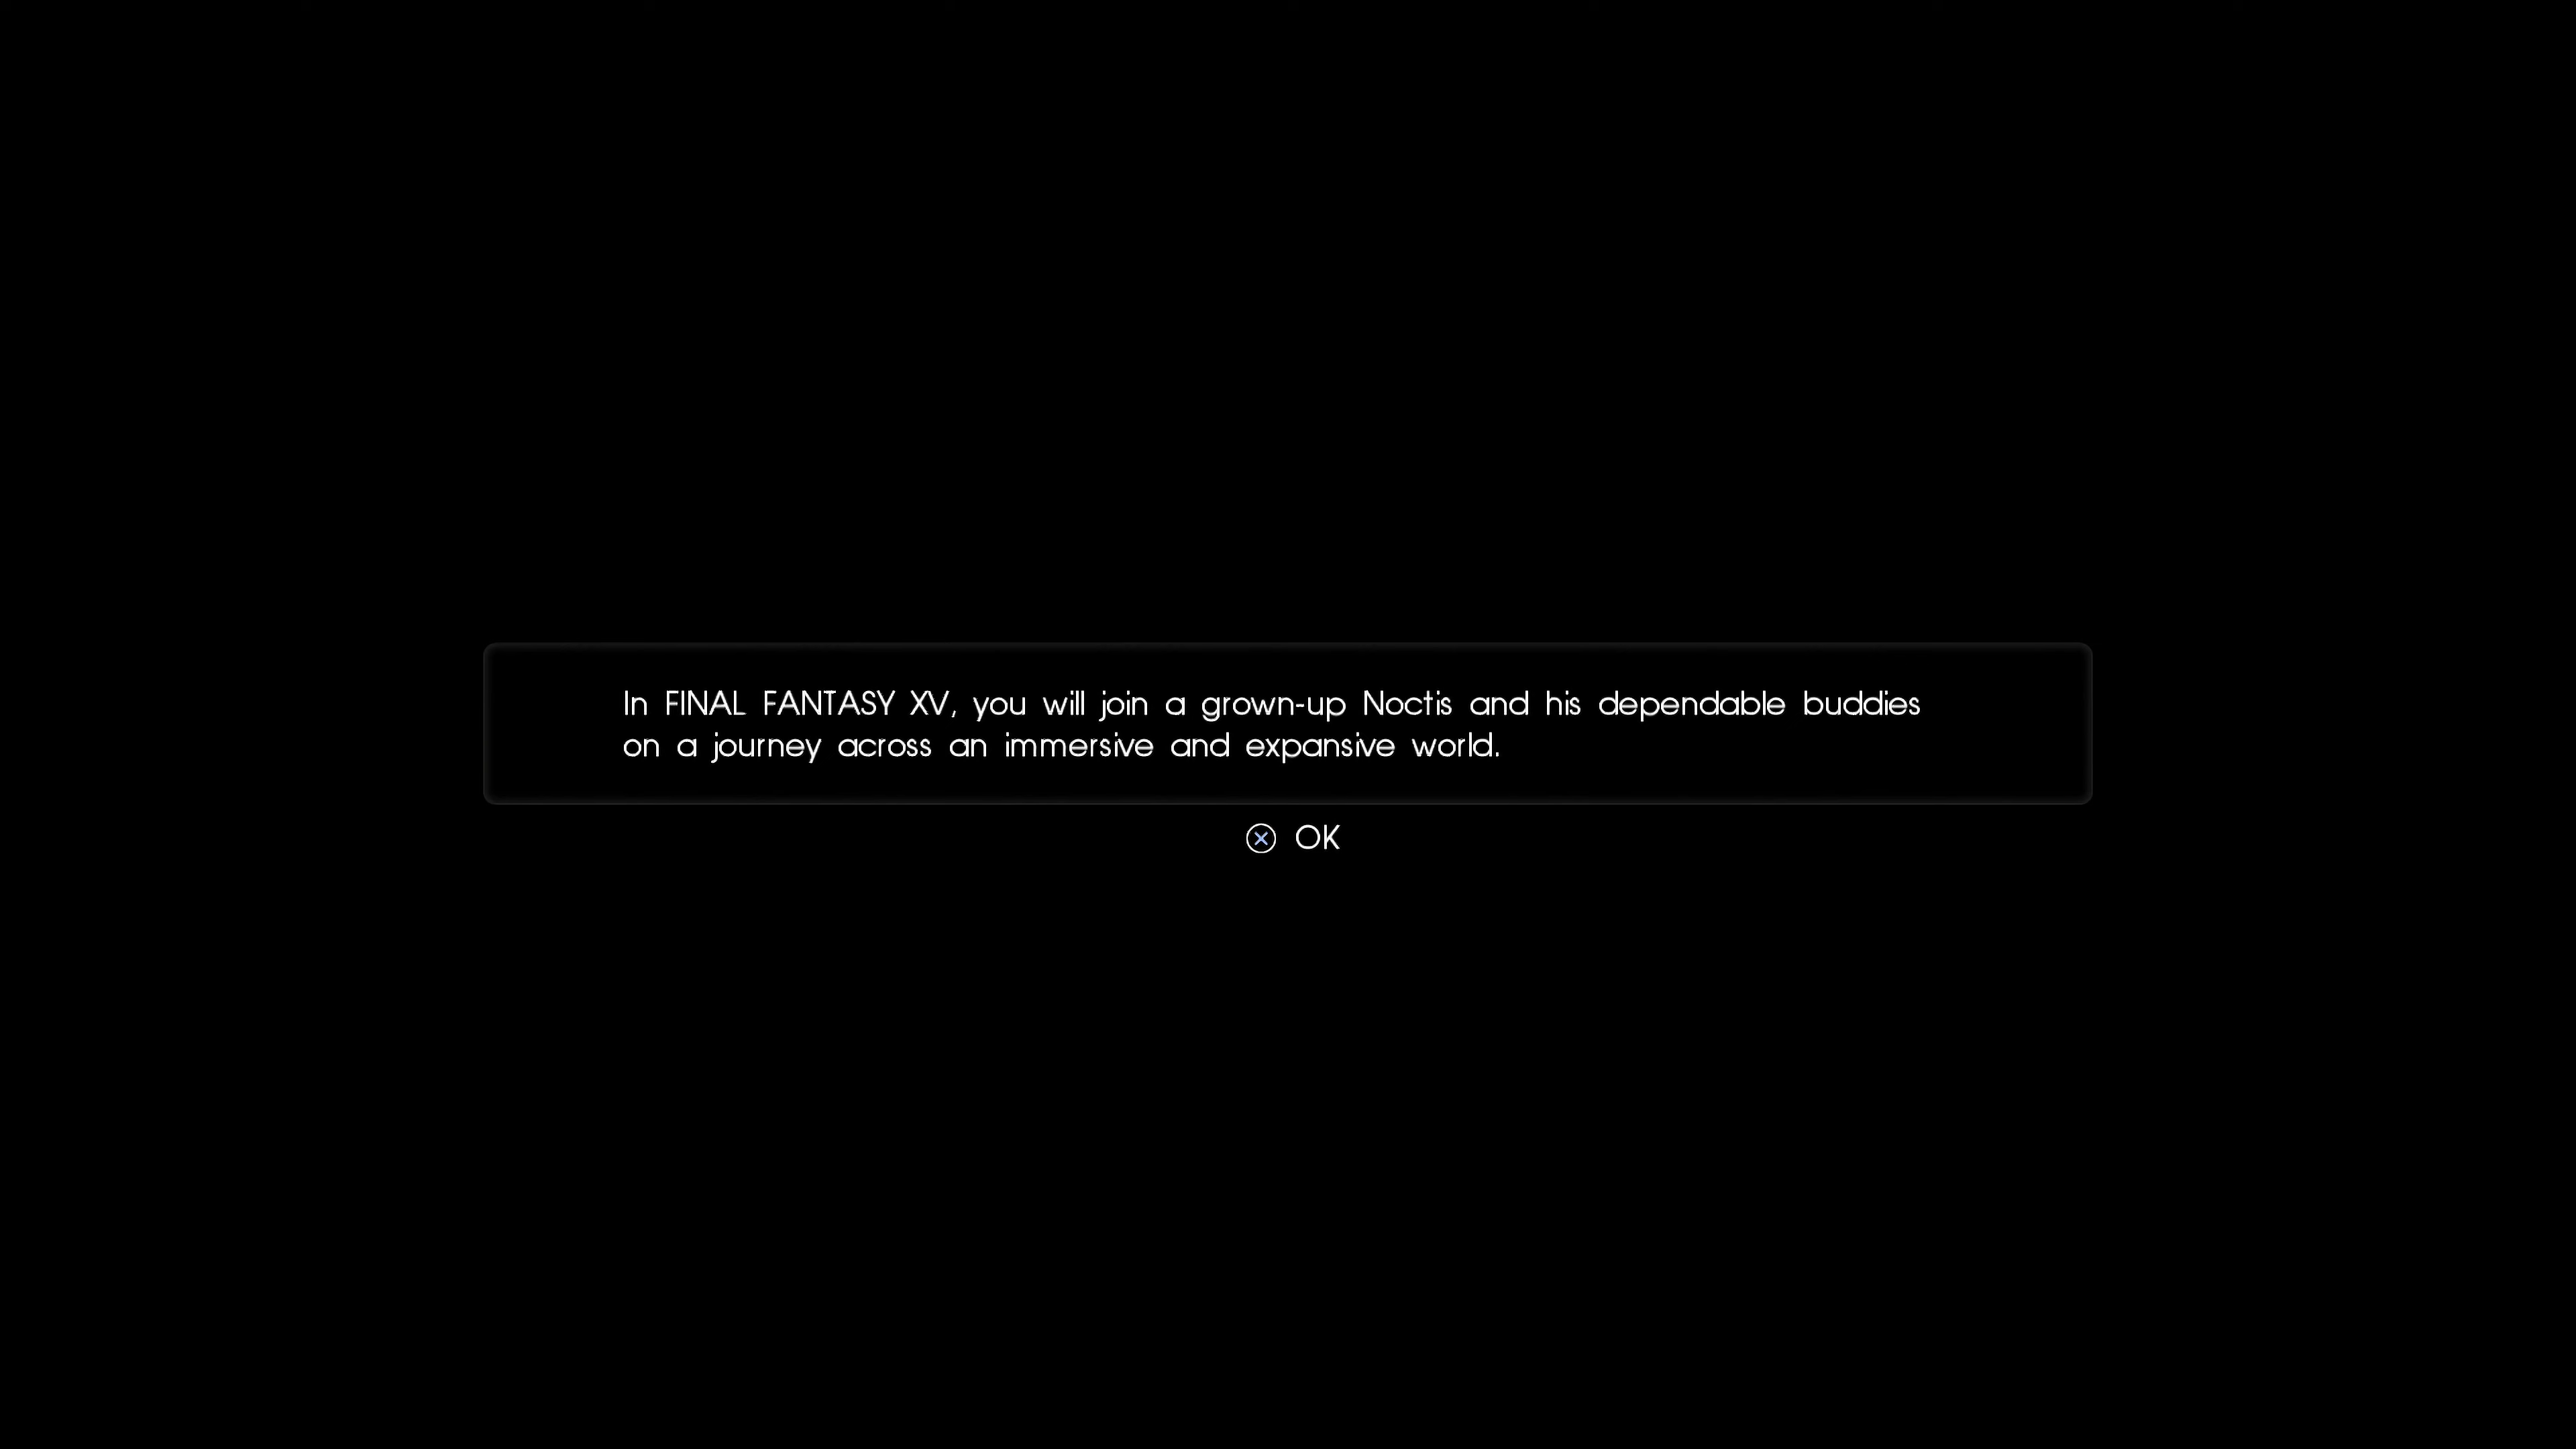 In FINAL FANTASY XV, you will join a grown-up Noctis and his dependable buddies
on a journey across an immersive and expansive world.
OK